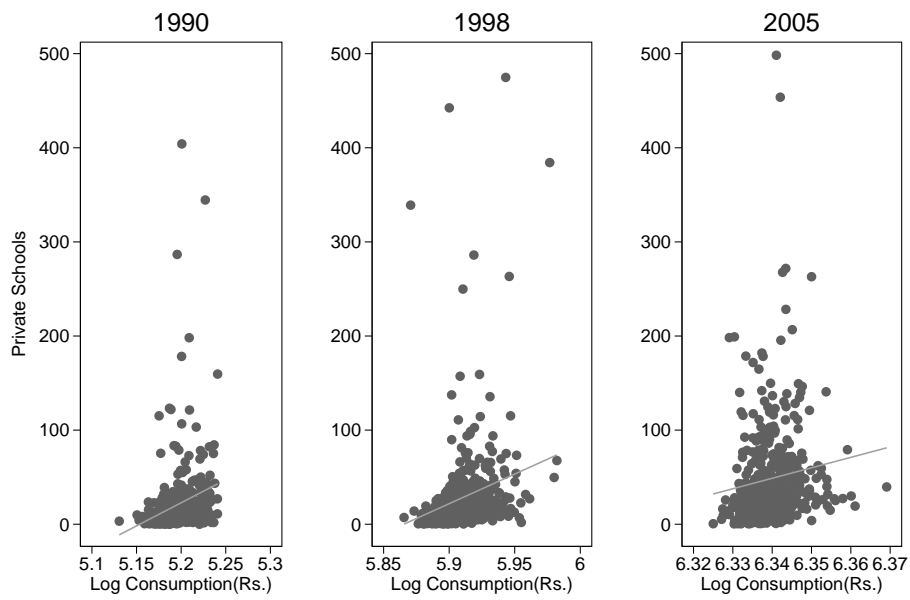 1990 1998 2005
Private Schools
500 500 500
400 400 400
300 300 300
200 200 200
100 100 100
0 0 0
5.1 5.15 5.2 5.25 5.3 5.85 5.9 5.95 6 6.32 6.33 6.34 6.35 6.36 6.37
Log Consumption(Rs.) Log Consumption(Rs.) Log Consumption(Rs.)